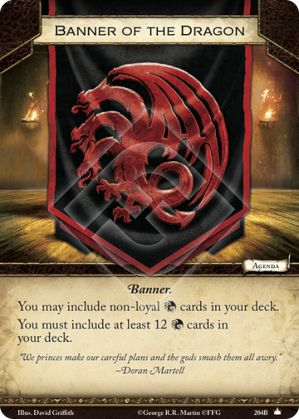 Banner of the Dragon
Agenda
Banner.
You may include non-loyal cards in your deck.
You must include at least 12 cards in
your deck.
"We princes make our careful plans and the gods smash them all awry."
–Doran Martell
Illus. David Griffith
©George R.R. Martin ©FFG
204B